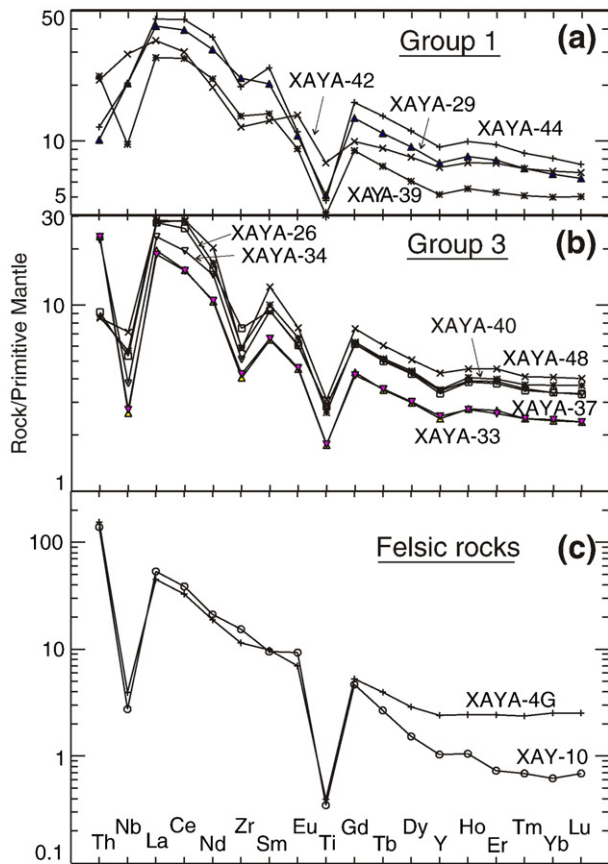 50
Group 1
(a)
XAYA-42
XAYA-29
XAYA-44
10
XAYA-39
5
30
Group 3
(b)
XAYA-26
XAYA-34
10
XAYA-40
XAYA-48
XAYA-37
XAYA-33
1
Rock/Primitive Mantle
Felsic rocks
(c)
100
10
XAYA-4G
1
XAY-10
0.1
Th Nb La Ce Nd Zr Sm Eu Ti Gd Tb Dy Y Ho Er Tm Yb Lu